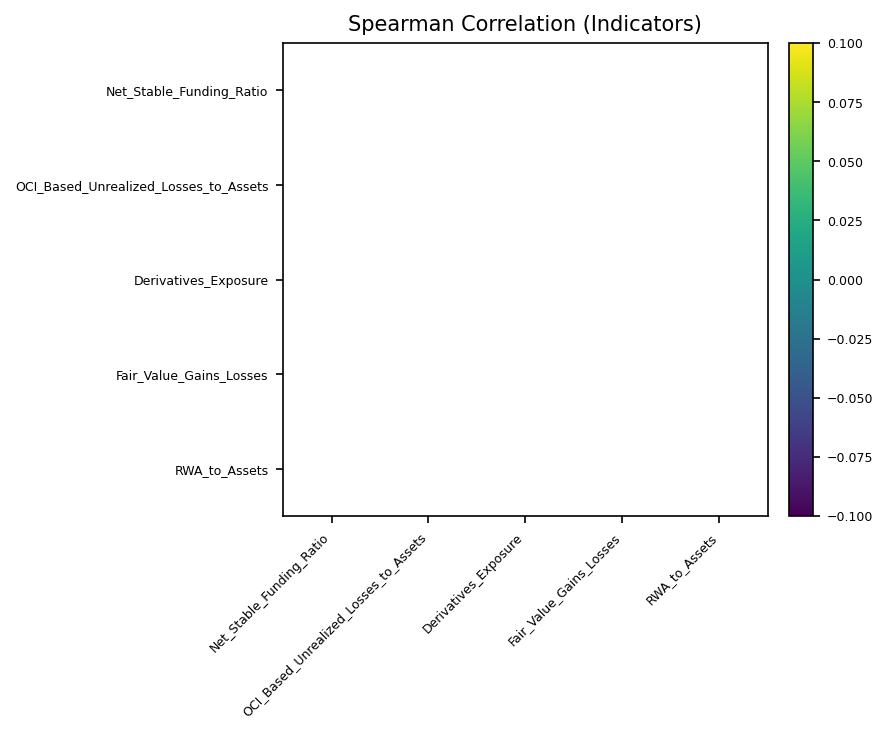 Spearman Correlation (Indicators)
Net_Stable_Funding_Ratio
OCI_Based_Unrealized_Losses_to_Assets
Derivatives_Exposure
Fair_Value_Gains_Losses
RWA_to_Assets
Net_Stable_Funding_Ratio
OCI_Based_Unrealized_Losses_to_Assets
Derivatives_Exposure
Fair_Value_Gains_Losses
RWA_to_Assets
0.100
0.075
0.050
0.025
0.000
−0.025
−0.050
−0.075
−0.100